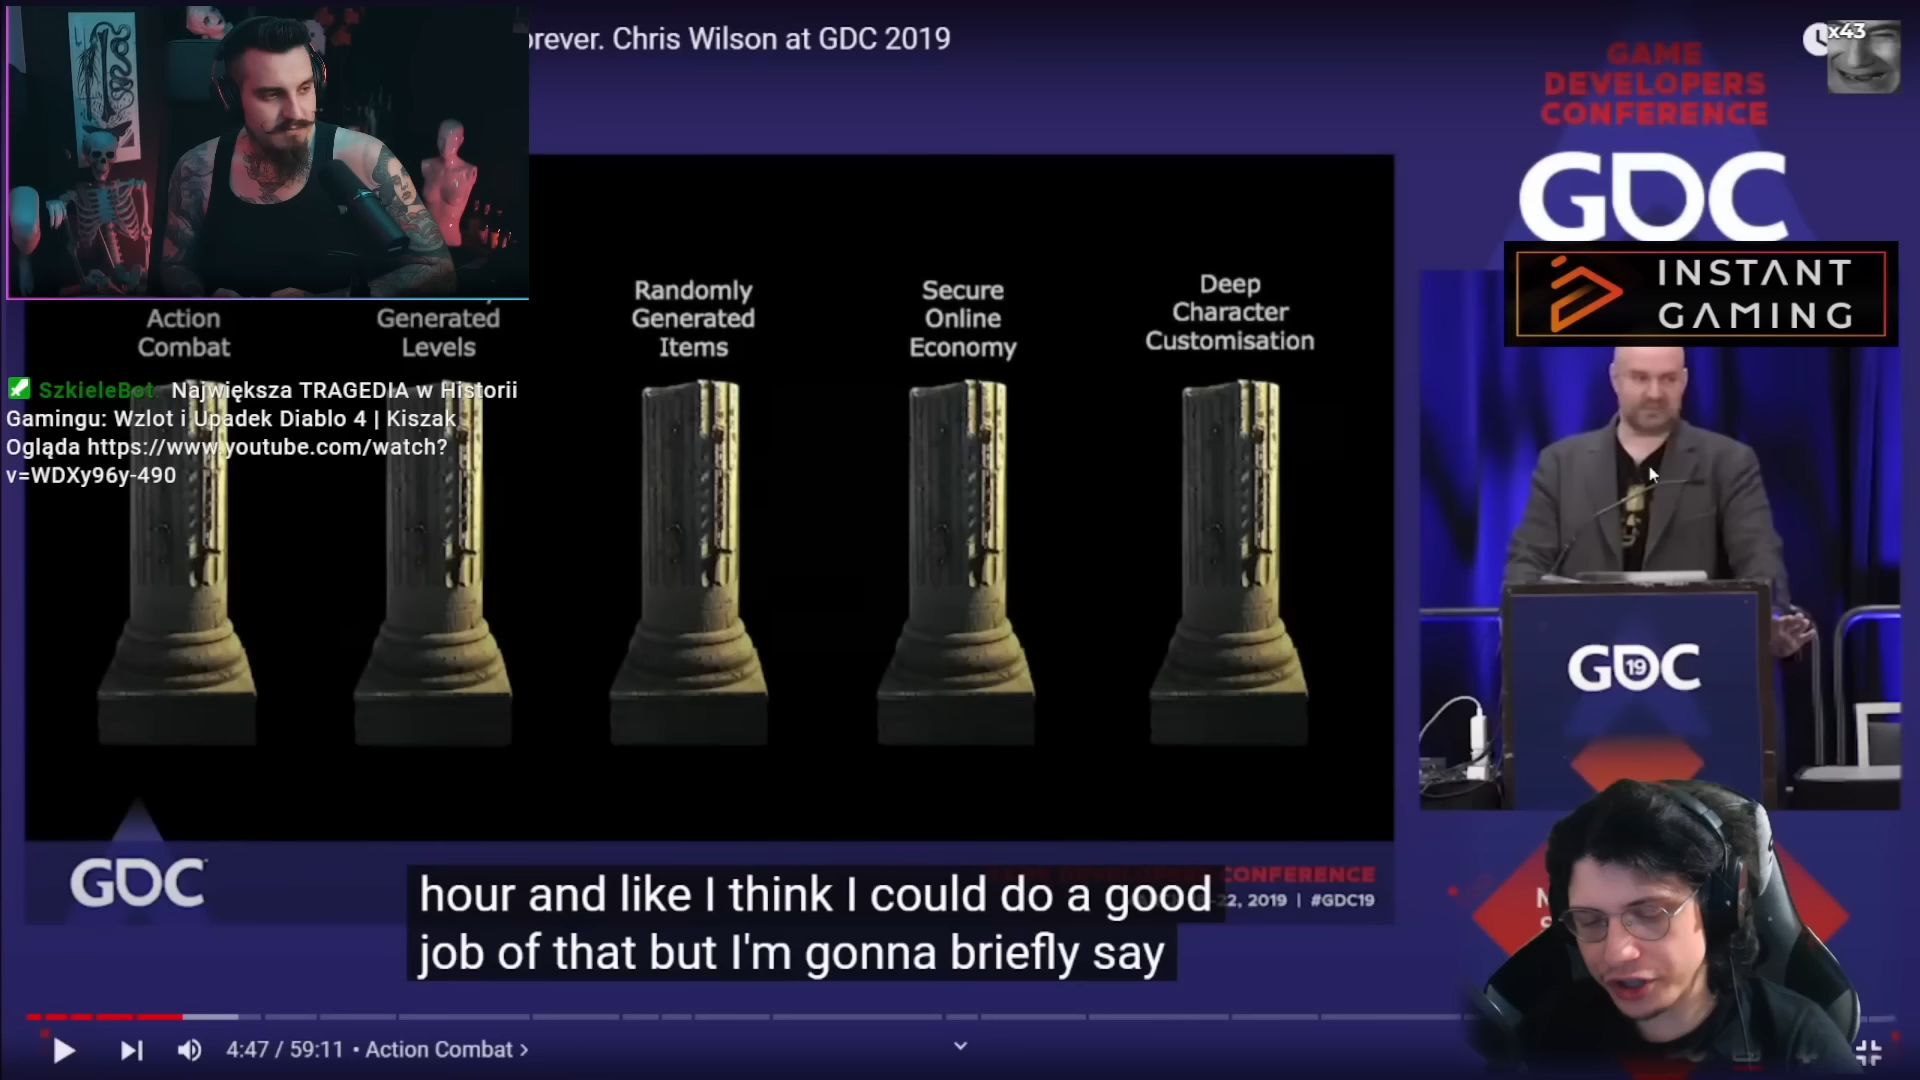 orever. Chris Wilson at GDC 2019
x43
GAME
DEVELOPERS
CONFERENCE
GDC
INSTANT
GAMING
Action
Combat
Generated
Levels
Randomly
Generated
Items
Secure
Online
Economy
Deep
Character
Customisation
SzkieleBot: Największa TRAGEDIA w Historii
Gamingu: Wzlot i Upadek Diablo 4 | Kiszak
Ogląda https://www.youtube.com/watch?
v=WDXy96y-490
GDC 19
GDC
CONFERENCE
22, 2019 | #GDC19
hour and like I think I could do a good
job of that but I'm gonna briefly say
4:47 / 59:11 • Action Combat